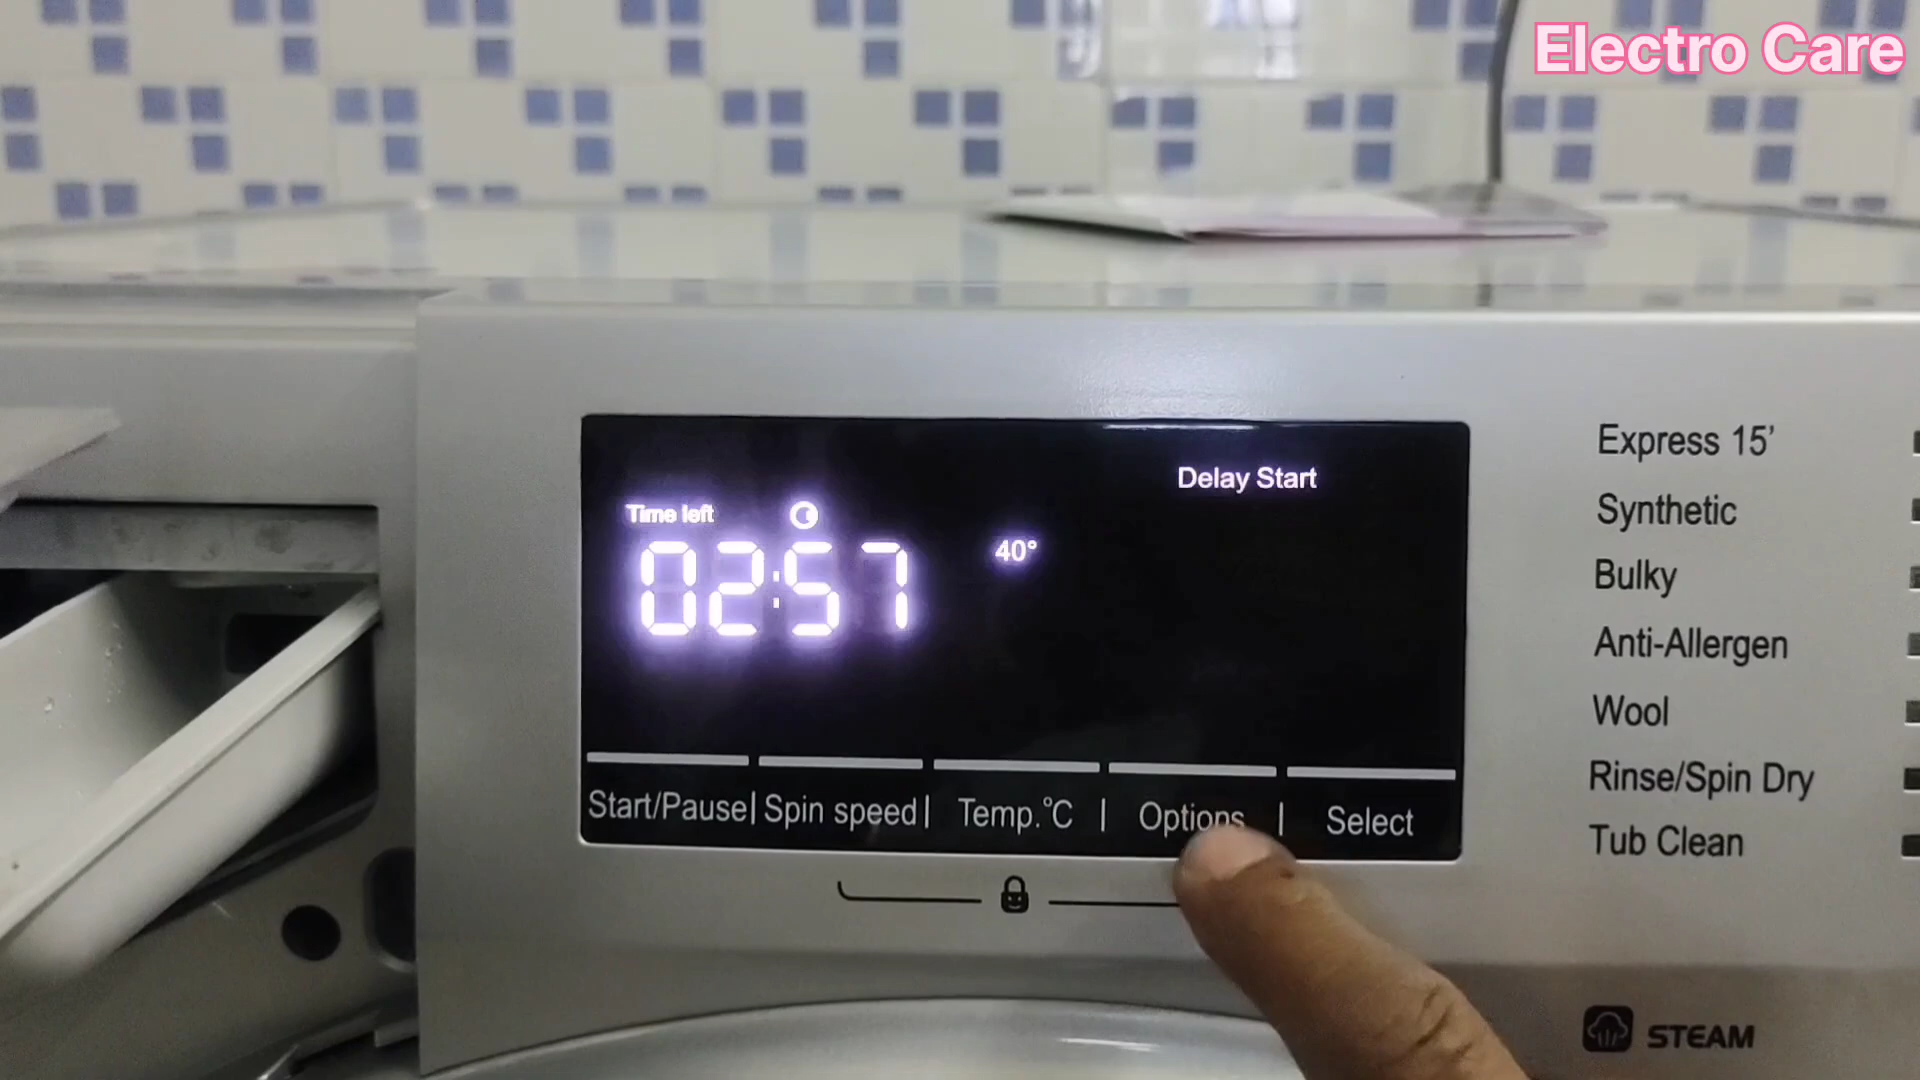 Electro Care
Delay Start
Time left
02:57
40°
Start/Pause| Spin speed| Temp.°C | Options | Select
Express 15’
Synthetic
Bulky
Anti-Allergen
Wool
Rinse/Spin Dry
Tub Clean
STEAM